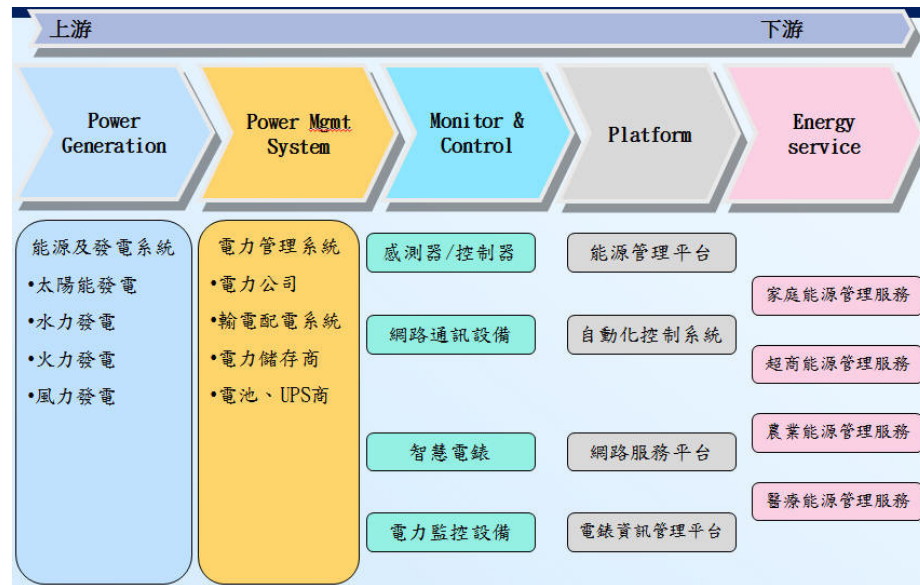 上游
下游
Power
Generation
Power Mgmt
System
Monitor &
Control
Platform
Energy
service
能源及發電系統
•太陽能發電
•水力發電
•火力發電
•風力發電
電力管理系統
•電力公司
•輸電配電系統
•電力儲存商
•電池、UPS商
感測器/控制器
網路通訊設備
智慧電錶
電力監控設備
能源管理平台
自動化控制系統
網路服務平台
電錶資訊管理平台
家庭能源管理服務
超商能源管理服務
農業能源管理服務
醫療能源管理服務